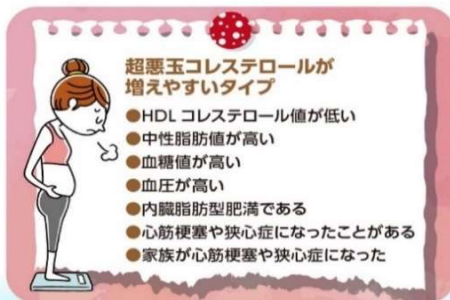 超悪玉コレステロールが
増えやすいタイプ
●HDLコレステロール値が低い
●中性脂肪値が高い
●血糖値が高い
●血圧が高い
●内臓脂肪型肥満である
●心筋梗塞や狭心症になったことがある
●家族が心筋梗塞や狭心症になった